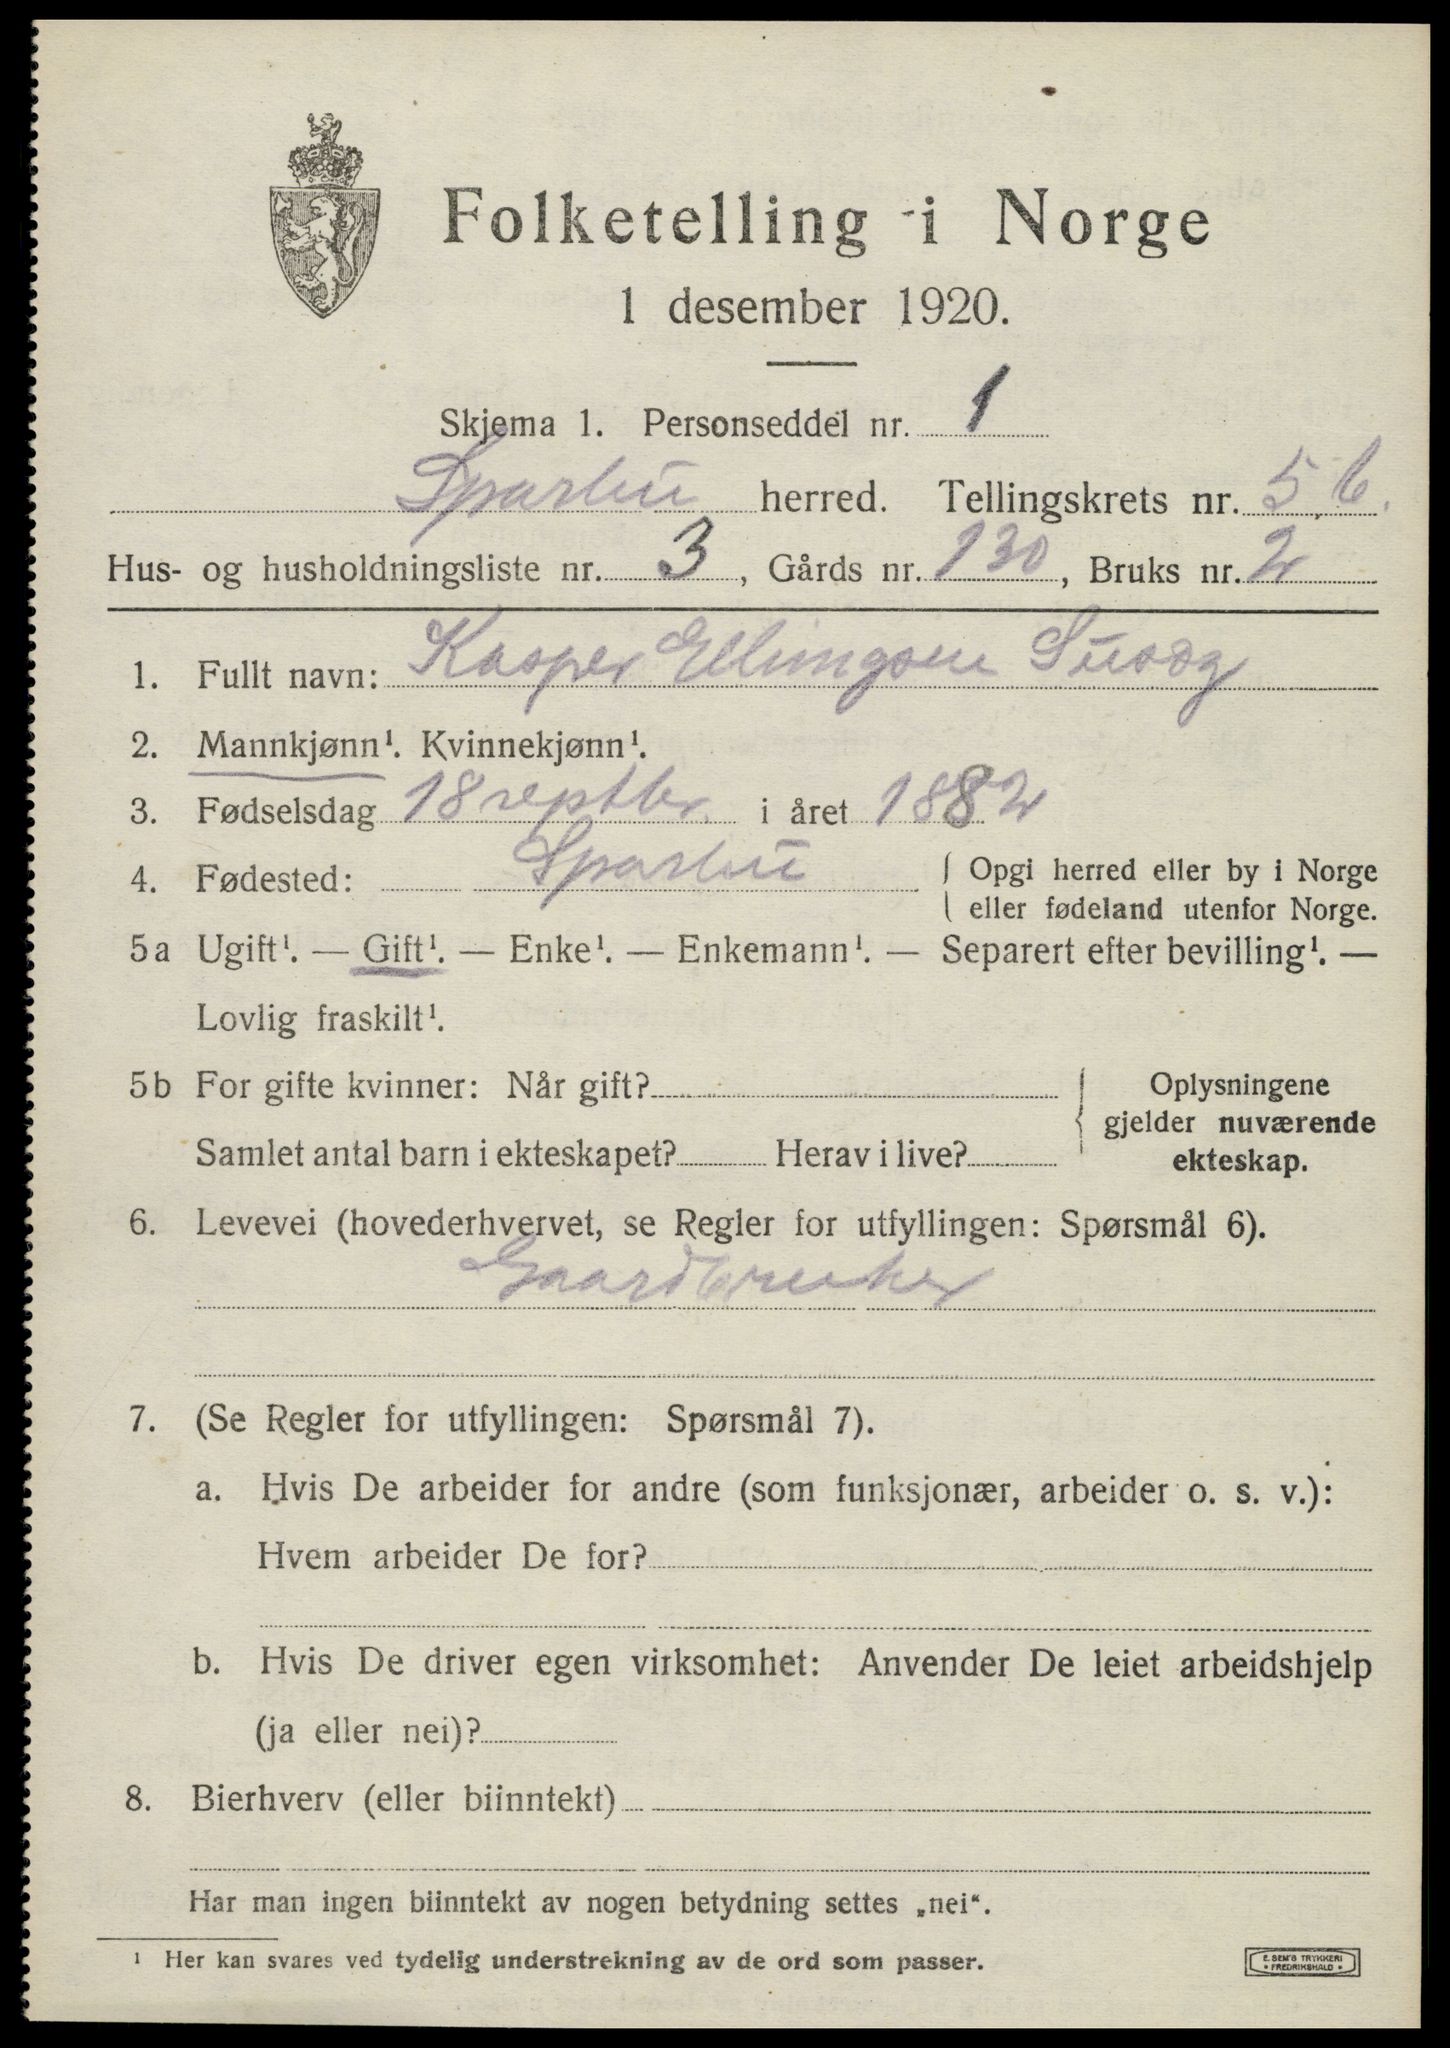 Folketelling i Norge
1 desember 1920.
Skjema 1. Personseddel nr. 1
Sparbu herred. Tellingskrets nr. 5, 6.
Hus- og husholdningsliste nr. 3, Gårds nr. 130, Bruks nr. 2
1. Fullt navn: Kasper Ellingsen
2. Mannkjønn¹. Kvinnekjønn¹.
3. Fødselsdag 18 septbr. i året 1882
4. Fødested: Sparbu { Opgi herred eller by i Norge
eller fødeland utenfor Norge.
5a Ugift¹. — Gift¹. — Enke¹. — Enkemann¹. — Separert efter bevilling¹. —
Lovlig fraskilt¹.
5b For gifte kvinner: Når gift? { Oplysningene
gjelder nuværende
Samlet antal barn i ekteskapet? Herav i live? ekteskap.
6. Levevei (hovederhvervet, se Regler for utfyllingen: Spørsmål 6).
Gaardbruker
7. (Se Regler for utfyllingen: Spørsmål 7).
a. Hvis De arbeider for andre (som funksjonær, arbeider o. s. v.):
Hvem arbeider De for?
b. Hvis De driver egen virksomhet: Anvender De leiet arbeidshjelp
(ja eller nei)?
8. Bierhverv (eller biinntekt)
Har man ingen biinntekt av nogen betydning settes „nei“.
¹ Her kan svares ved tydelig understrekning av de ord som passer.
E. SEM'S TRYKKERI
• FREDRIKSHALD •